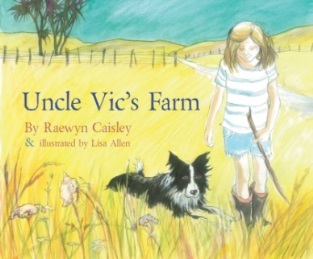 Uncle Vic's Farm
By Raewyn Caisley
& illustrated by Lisa Allen